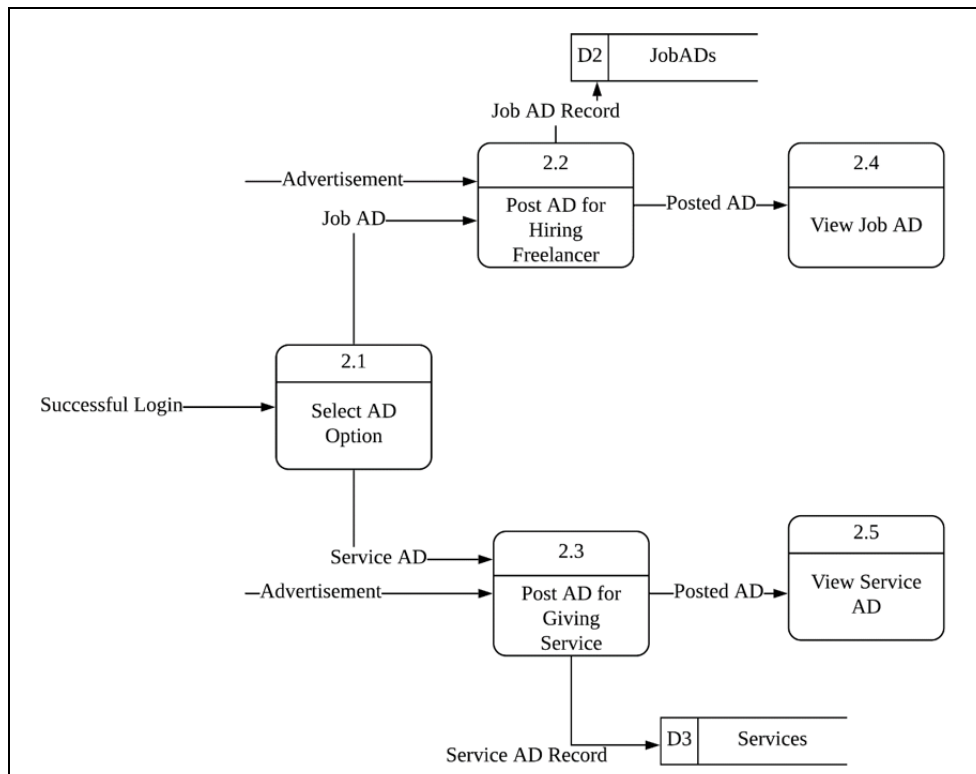 D2 JobADs
Job AD Record
2.2
Post AD for
Hiring
Freelancer
Advertisement
Job AD
Posted AD
2.4
View Job AD
2.1
Select AD
Option
Successful Login
Service AD
Advertisement
2.3
Post AD for
Giving
Service
Posted AD
2.5
View Service
AD
Service AD Record
D3 Services